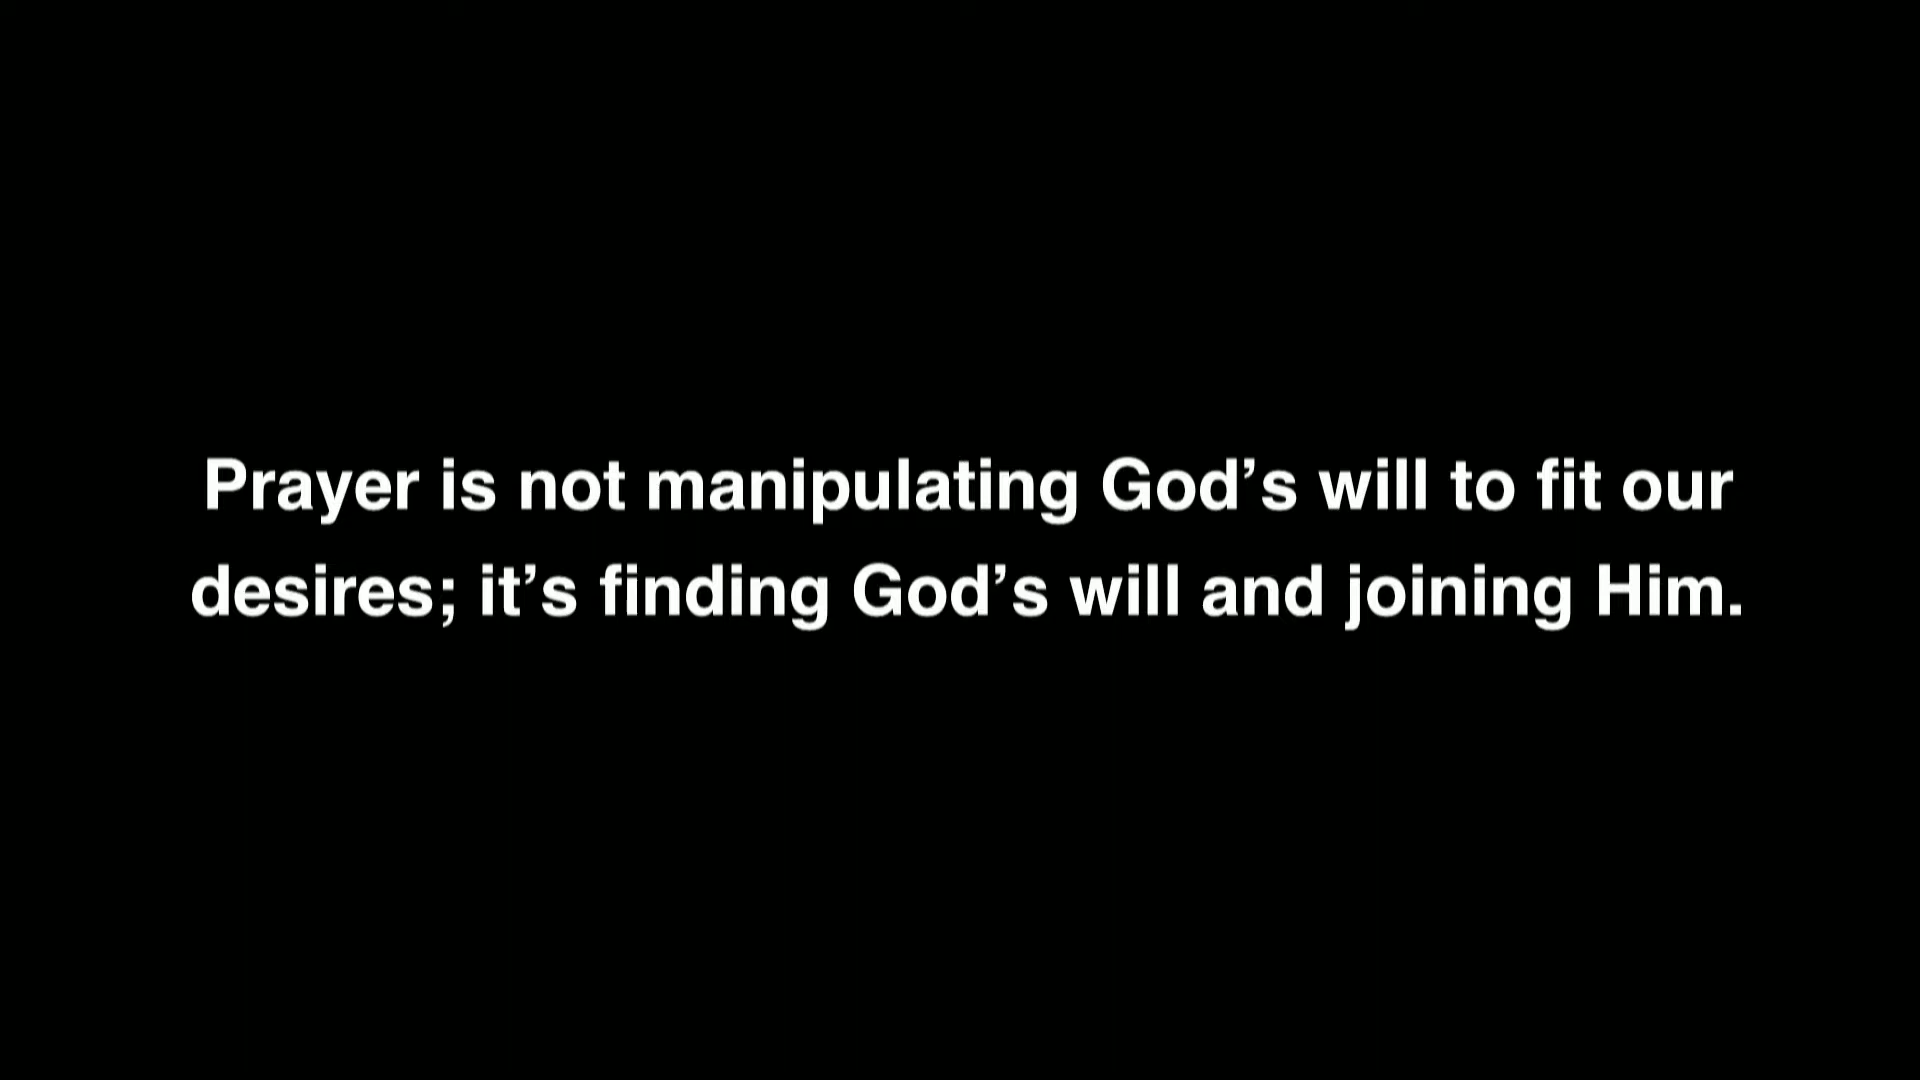 Prayer is not manipulating God’s will to fit our
desires; it’s finding God’s will and joining Him.